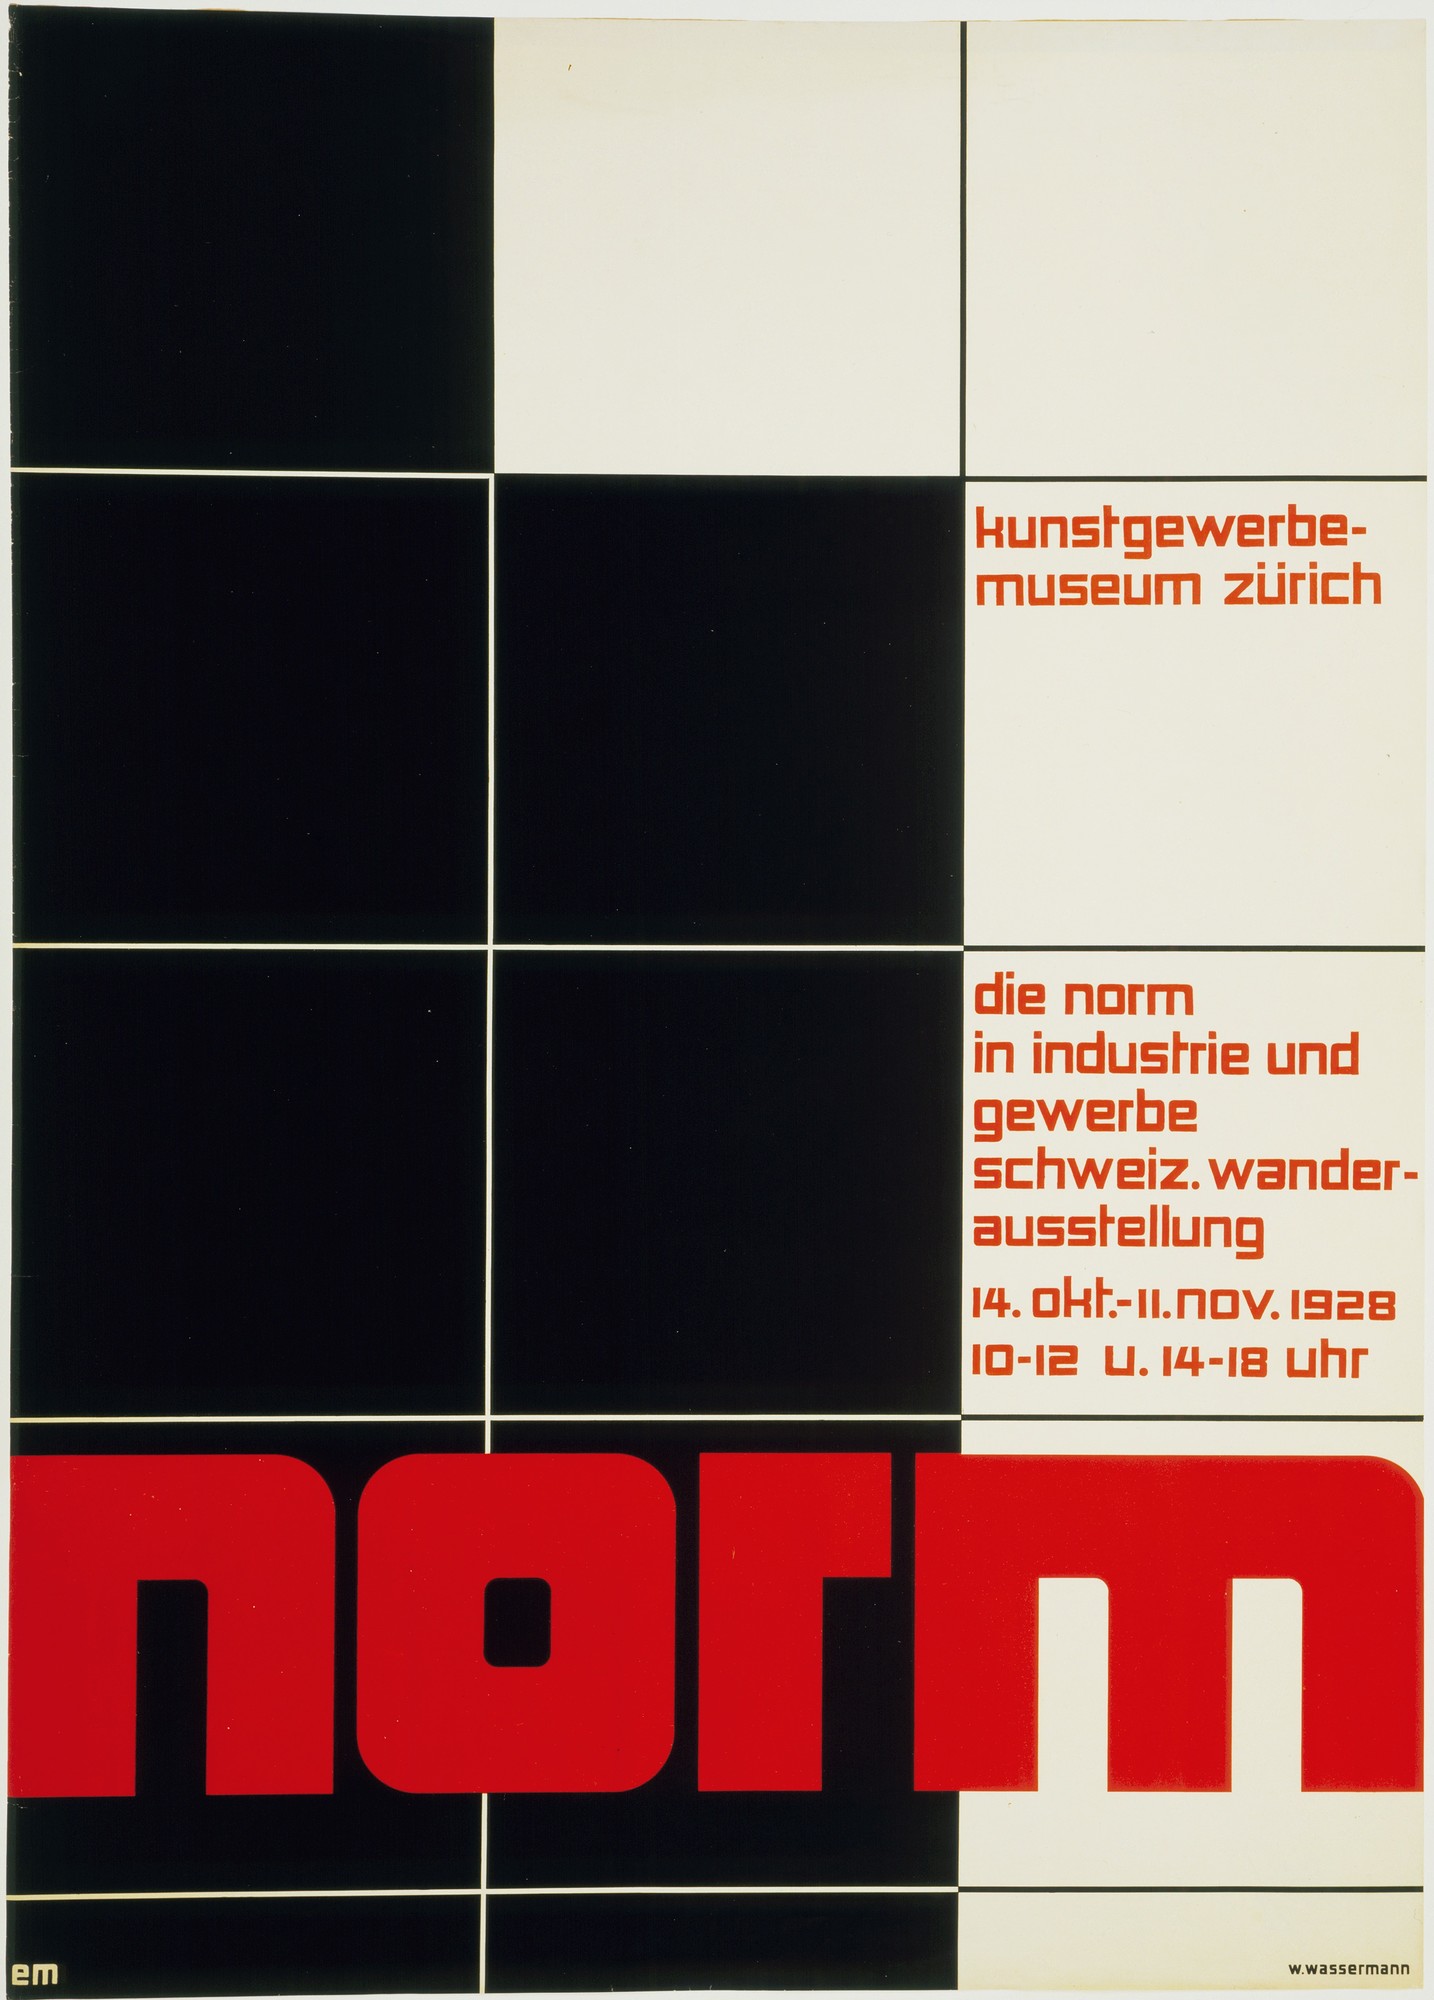 kunstgewerbe-
museum zürich
die norm
in industrie und
gewerbe
schweiz. wander-
ausstellung
14. okt.-11. nov. 1928
10-12 u. 14-18 uhr
norm
em
w.wassermann